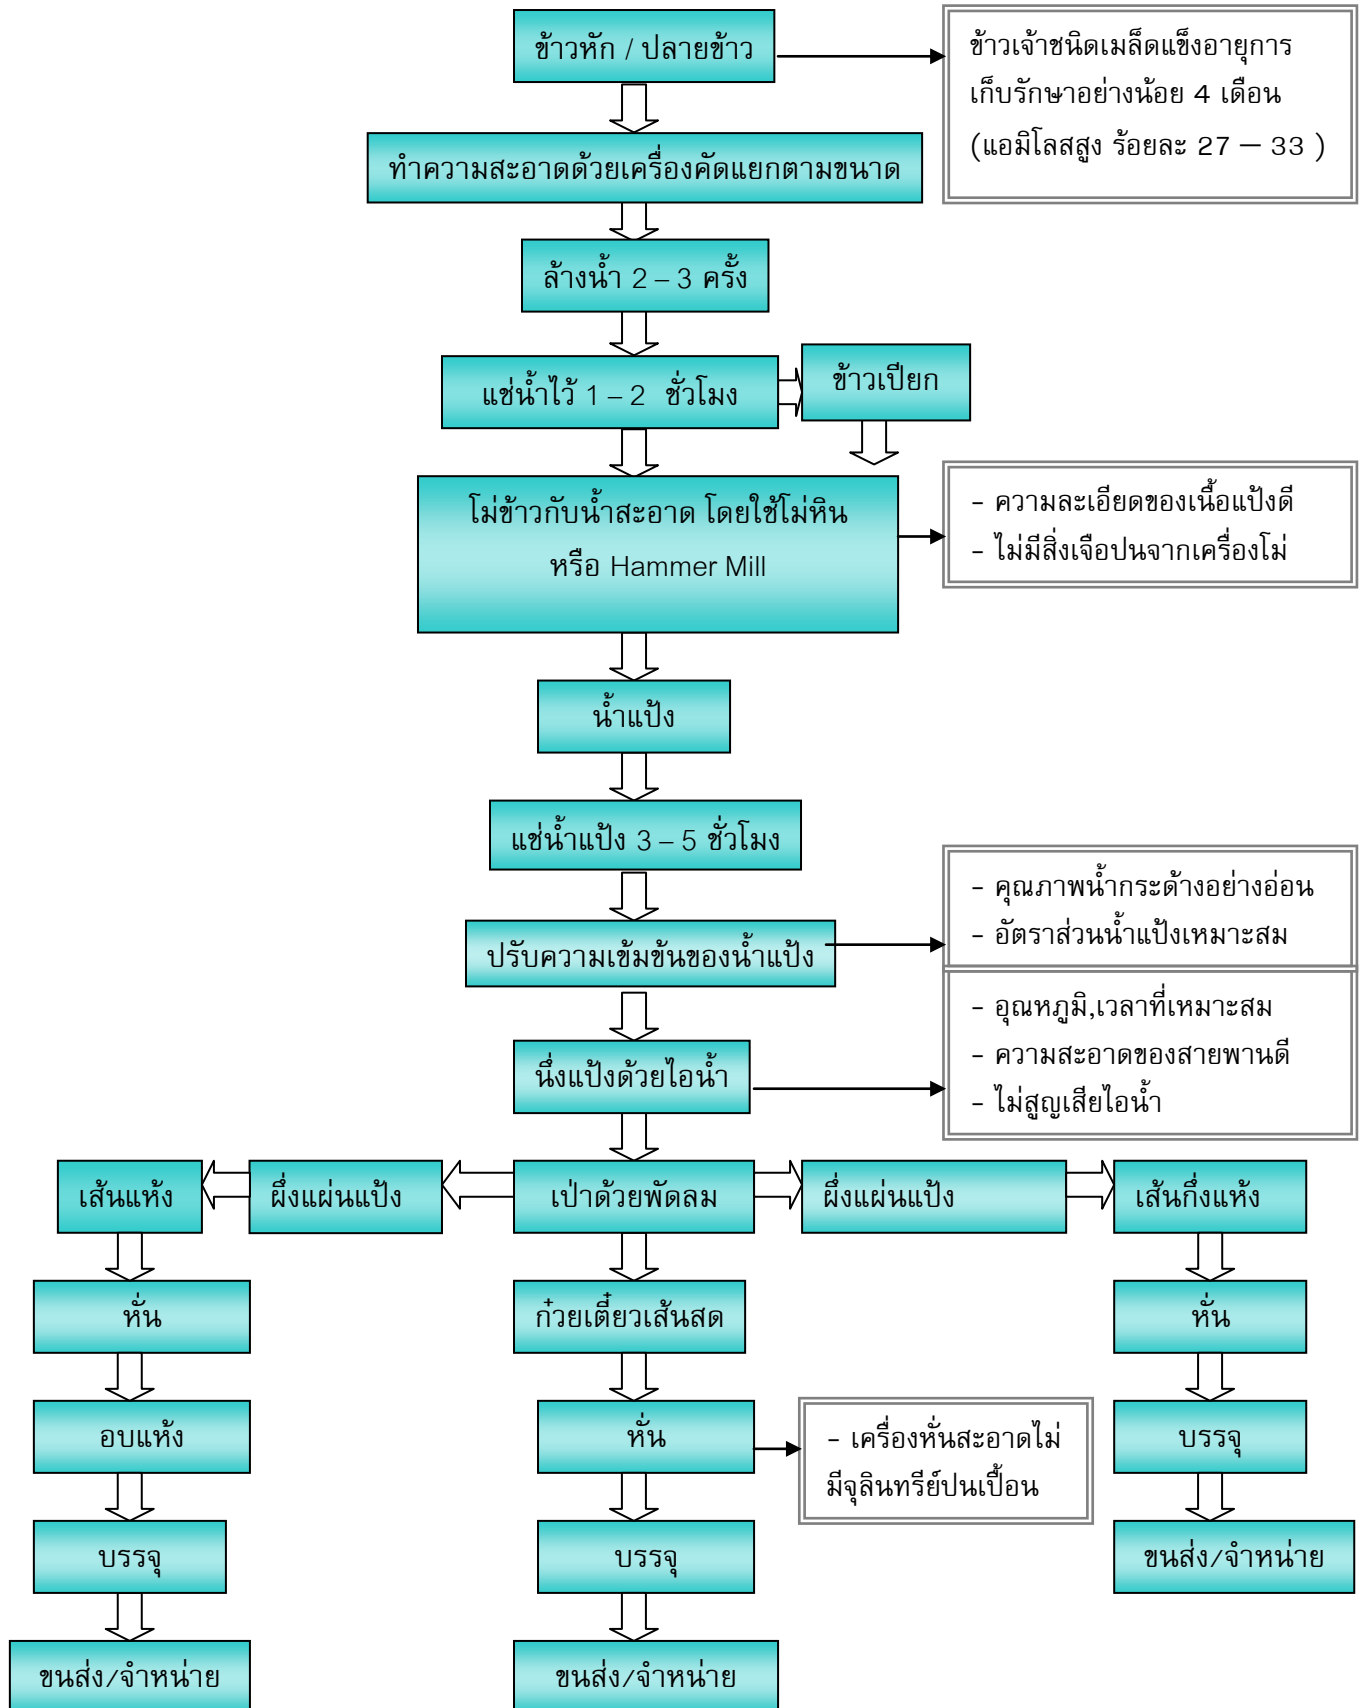 ข้าวหัก / ปลายข้าว
ข้าวเจ้าชนิดเมล็ดแข็งอายุการ
เก็บรักษาอย่างน้อย 4 เดือน
(แอมิโลสสูง ร้อยละ 27 – 33 )
ทำความสะอาดด้วยเครื่องคัดแยกตามขนาด
ล้างน้ำ 2 – 3 ครั้ง
แช่น้ำไว้ 1 – 2 ชั่วโมง
ข้าวเปียก
โม่ข้าวกับน้ำสะอาด โดยใช้โม่หิน
หรือ Hammer Mill
- ความละเอียดของเนื้อแป้งดี
- ไม่มีสิ่งเจือปนจากเครื่องโม่
น้ำแป้ง
แช่น้ำแป้ง 3 – 5 ชั่วโมง
ปรับความเข้มข้นของน้ำแป้ง
- คุณภาพน้ำกระด้างอย่างอ่อน
- อัตราส่วนน้ำแป้งเหมาะสม
นึ่งแป้งด้วยไอน้ำ
- อุณหภูมิ,เวลาที่เหมาะสม
- ความสะอาดของสายพานดี
- ไม่สูญเสียไอน้ำ
เส้นแห้ง
ผึ่งแผ่นแป้ง
เป่าด้วยพัดลม
ผึ่งแผ่นแป้ง
เส้นกึ่งแห้ง
หั่น
ก๋วยเตี๋ยวเส้นสด
หั่น
อบแห้ง
หั่น
- เครื่องหั่นสะอาดไม่
มีจุลินทรีย์ปนเปื้อน
บรรจุ
บรรจุ
บรรจุ
ขนส่ง/จำหน่าย
ขนส่ง/จำหน่าย
ขนส่ง/จำหน่าย